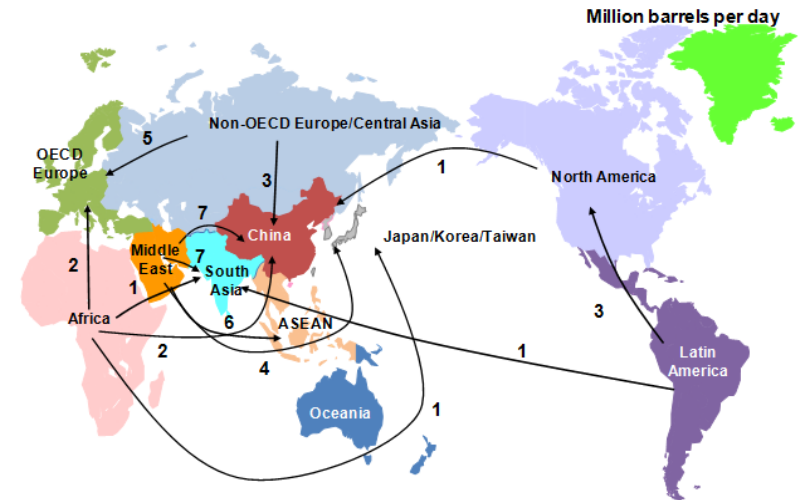 Million barrels per day
Non-OECD Europe/Central Asia
5
OECD
Europe
3
1
North America
7
China
Japan/Korea/Taiwan
Middle
East
7
South
Asia
2
1
Africa
6
ASEAN
3
2
4
1
Latin
America
Oceania
1